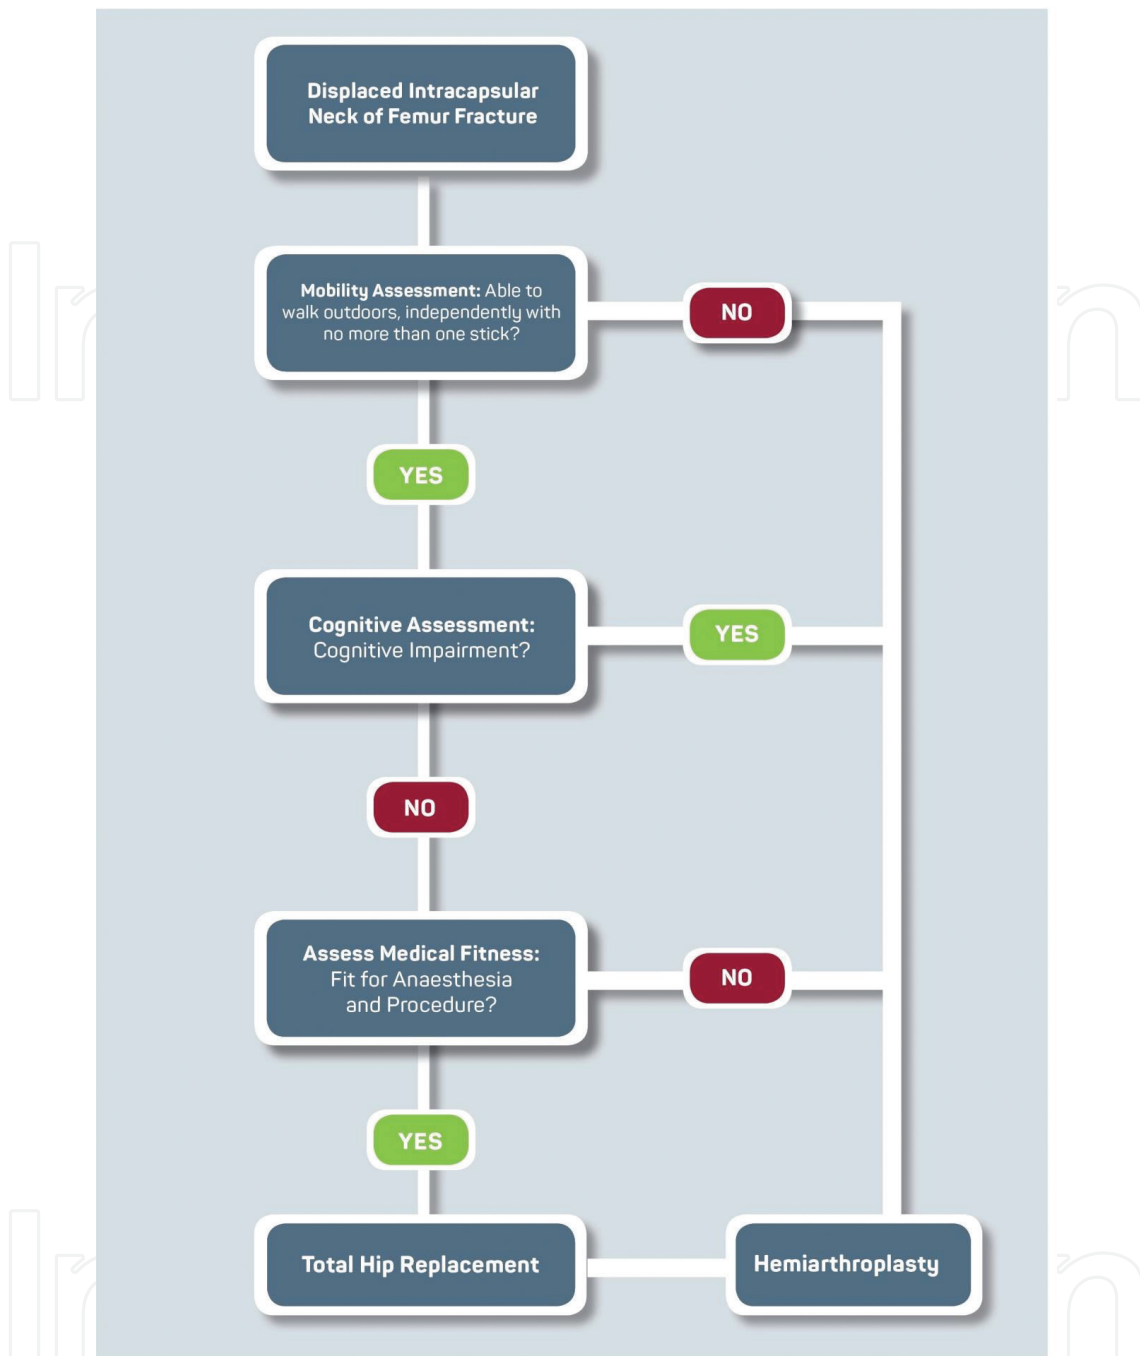 Displaced Intracapsular
Neck of Femur Fracture
Mobility Assessment: Able to
walk outdoors, independently with
no more than one stick?
NO
YES
Cognitive Assessment:
Cognitive Impairment?
YES
NO
Assess Medical Fitness:
Fit for Anaesthesia
and Procedure?
NO
YES
Total Hip Replacement
Hemiarthroplasty